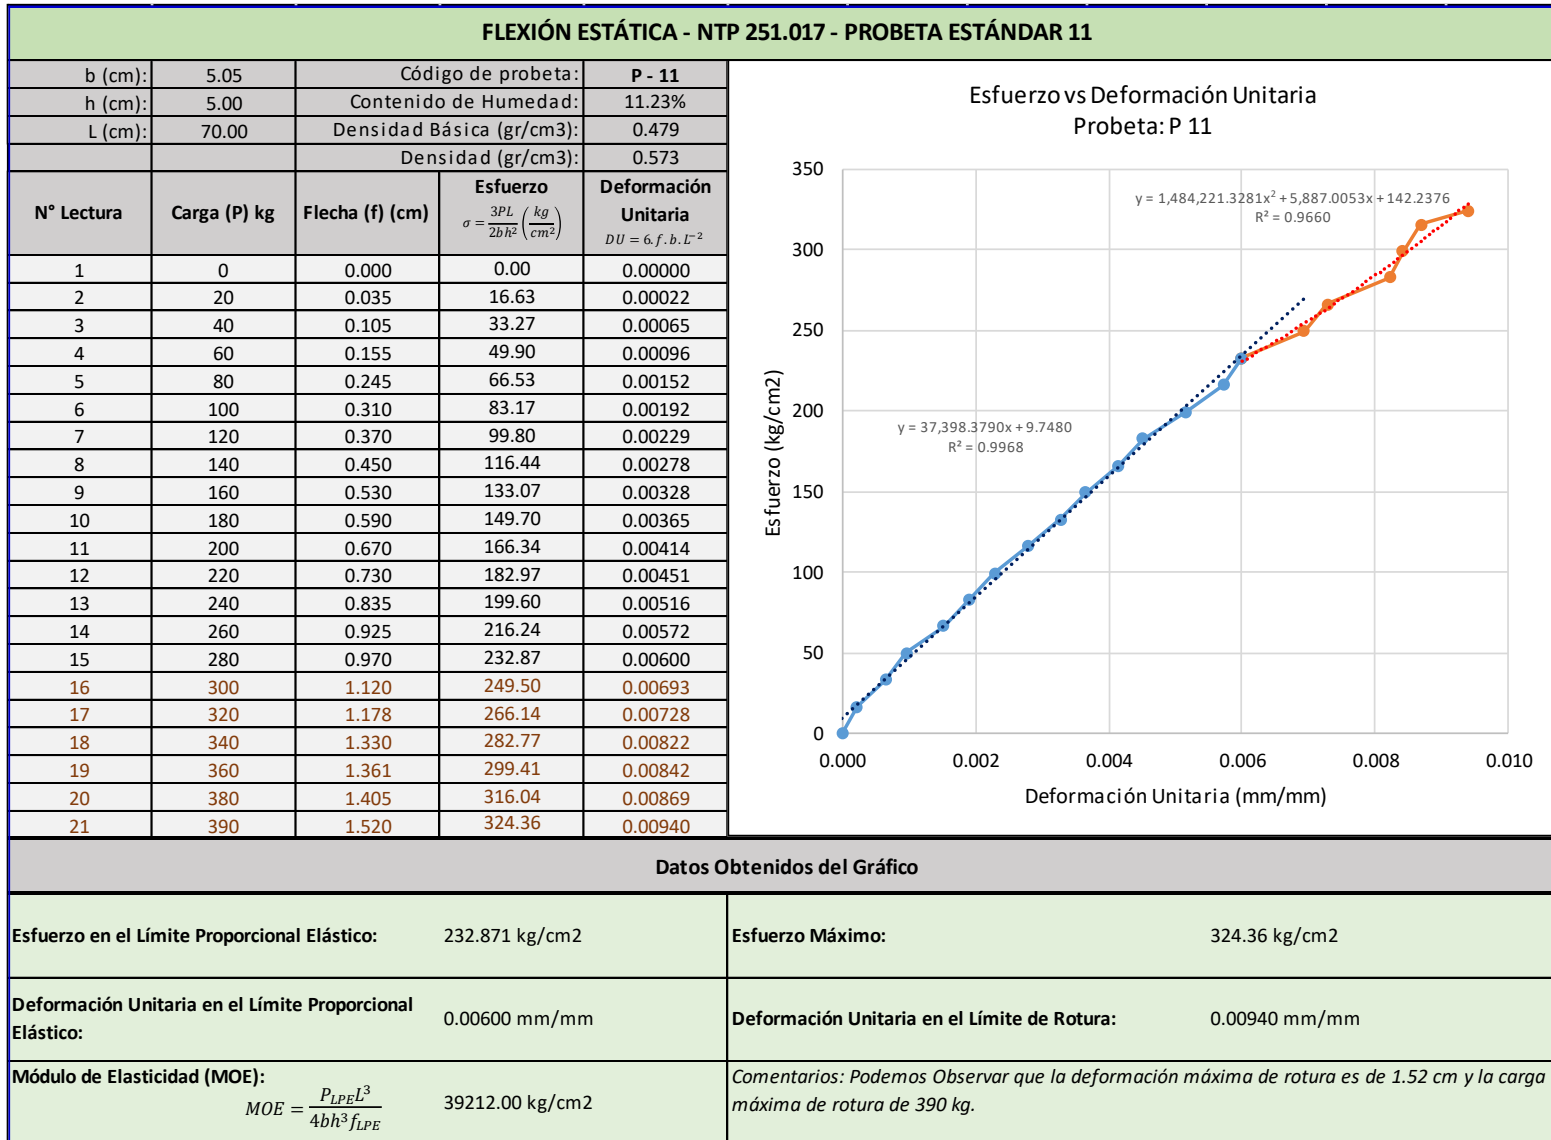 FLEXIÓN ESTÁTICA - NTP 251.017 - PROBETA ESTÁNDAR 11
b (cm): 5.05 Código de probeta: P - 11
h (cm): 5.00 Contenido de Humedad: 11.23%
L (cm): 70.00 Densidad Básica (gr/cm3): 0.479
Densidad (gr/cm3): 0.573
N° Lectura Carga (P) kg Flecha (f) (cm) Esfuerzo σ = 3PL/2bh² (kg/cm²) Deformación Unitaria DU = 6.f.b.L⁻²
1 0 0.000 0.00 0.00000
2 20 0.035 16.63 0.00022
3 40 0.105 33.27 0.00065
4 60 0.155 49.90 0.00096
5 80 0.245 66.53 0.00152
6 100 0.310 83.17 0.00192
7 120 0.370 99.80 0.00229
8 140 0.450 116.44 0.00278
9 160 0.530 133.07 0.00328
10 180 0.590 149.70 0.00365
11 200 0.670 166.34 0.00414
12 220 0.730 182.97 0.00451
13 240 0.835 199.60 0.00516
14 260 0.925 216.24 0.00572
15 280 0.970 232.87 0.00600
16 300 1.120 249.50 0.00693
17 320 1.178 266.14 0.00728
18 340 1.330 282.77 0.00822
19 360 1.361 299.41 0.00842
20 380 1.405 316.04 0.00869
21 390 1.520 324.36 0.00940
Esfuerzo vs Deformación Unitaria
Probeta: P 11
y = 1,484,221.3281x² + 5,887.0053x + 142.2376
R² = 0.9660
y = 37,398.3790x + 9.7480
R² = 0.9968
Esfuerzo (kg/cm2)
350
300
250
200
150
100
50
0
0.000 0.002 0.004 0.006 0.008 0.010
Deformación Unitaria (mm/mm)
Datos Obtenidos del Gráfico
Esfuerzo en el Límite Proporcional Elástico: 232.871 kg/cm2
Esfuerzo Máximo: 324.36 kg/cm2
Deformación Unitaria en el Límite Proporcional
Elástico: 0.00600 mm/mm
Deformación Unitaria en el Límite de Rotura: 0.00940 mm/mm
Módulo de Elasticidad (MOE):
MOE = P_LPE L³ / 4bh³ f_LPE 39212.00 kg/cm2
Comentarios: Podemos Observar que la deformación máxima de rotura es de 1.52 cm y la carga
máxima de rotura de 390 kg.